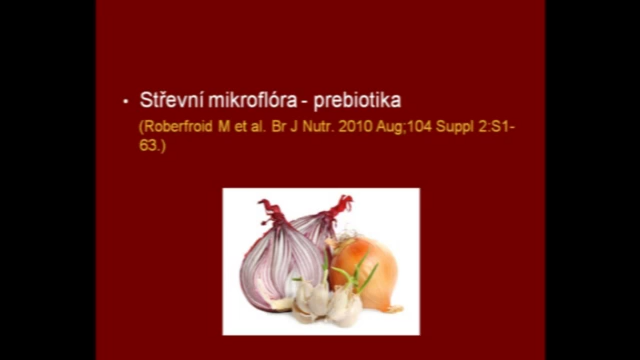 • Střevní mikroflóra - prebiotika
(Roberfroid M et al. Br J Nutr. 2010 Aug;104 Suppl 2:S1-
63.)